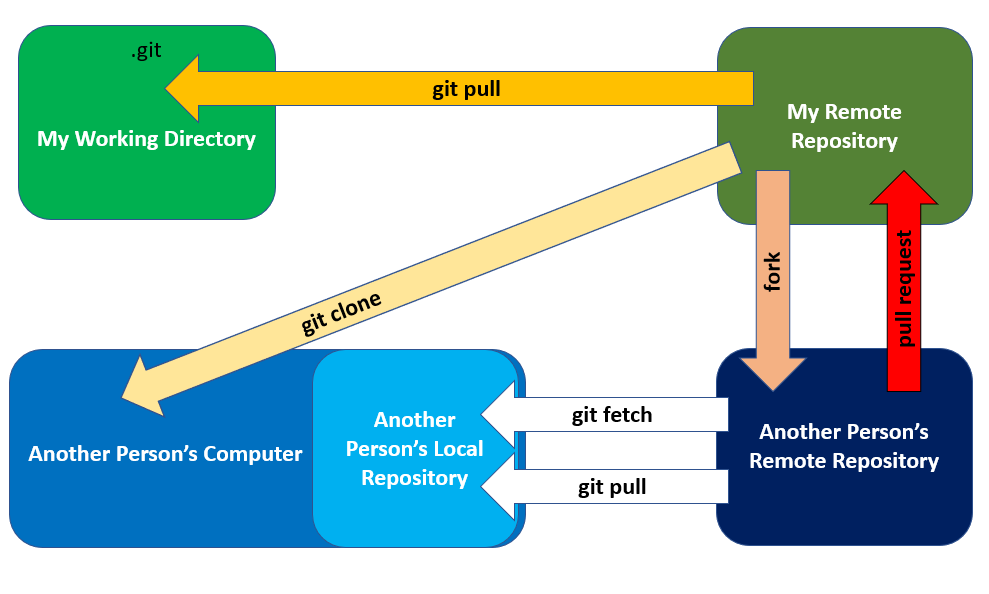 .git
My Working Directory
git pull
My Remote
Repository
git clone
fork
pull request
Another Person’s Computer
Another
Person’s Local
Repository
git fetch
git pull
Another Person’s
Remote Repository